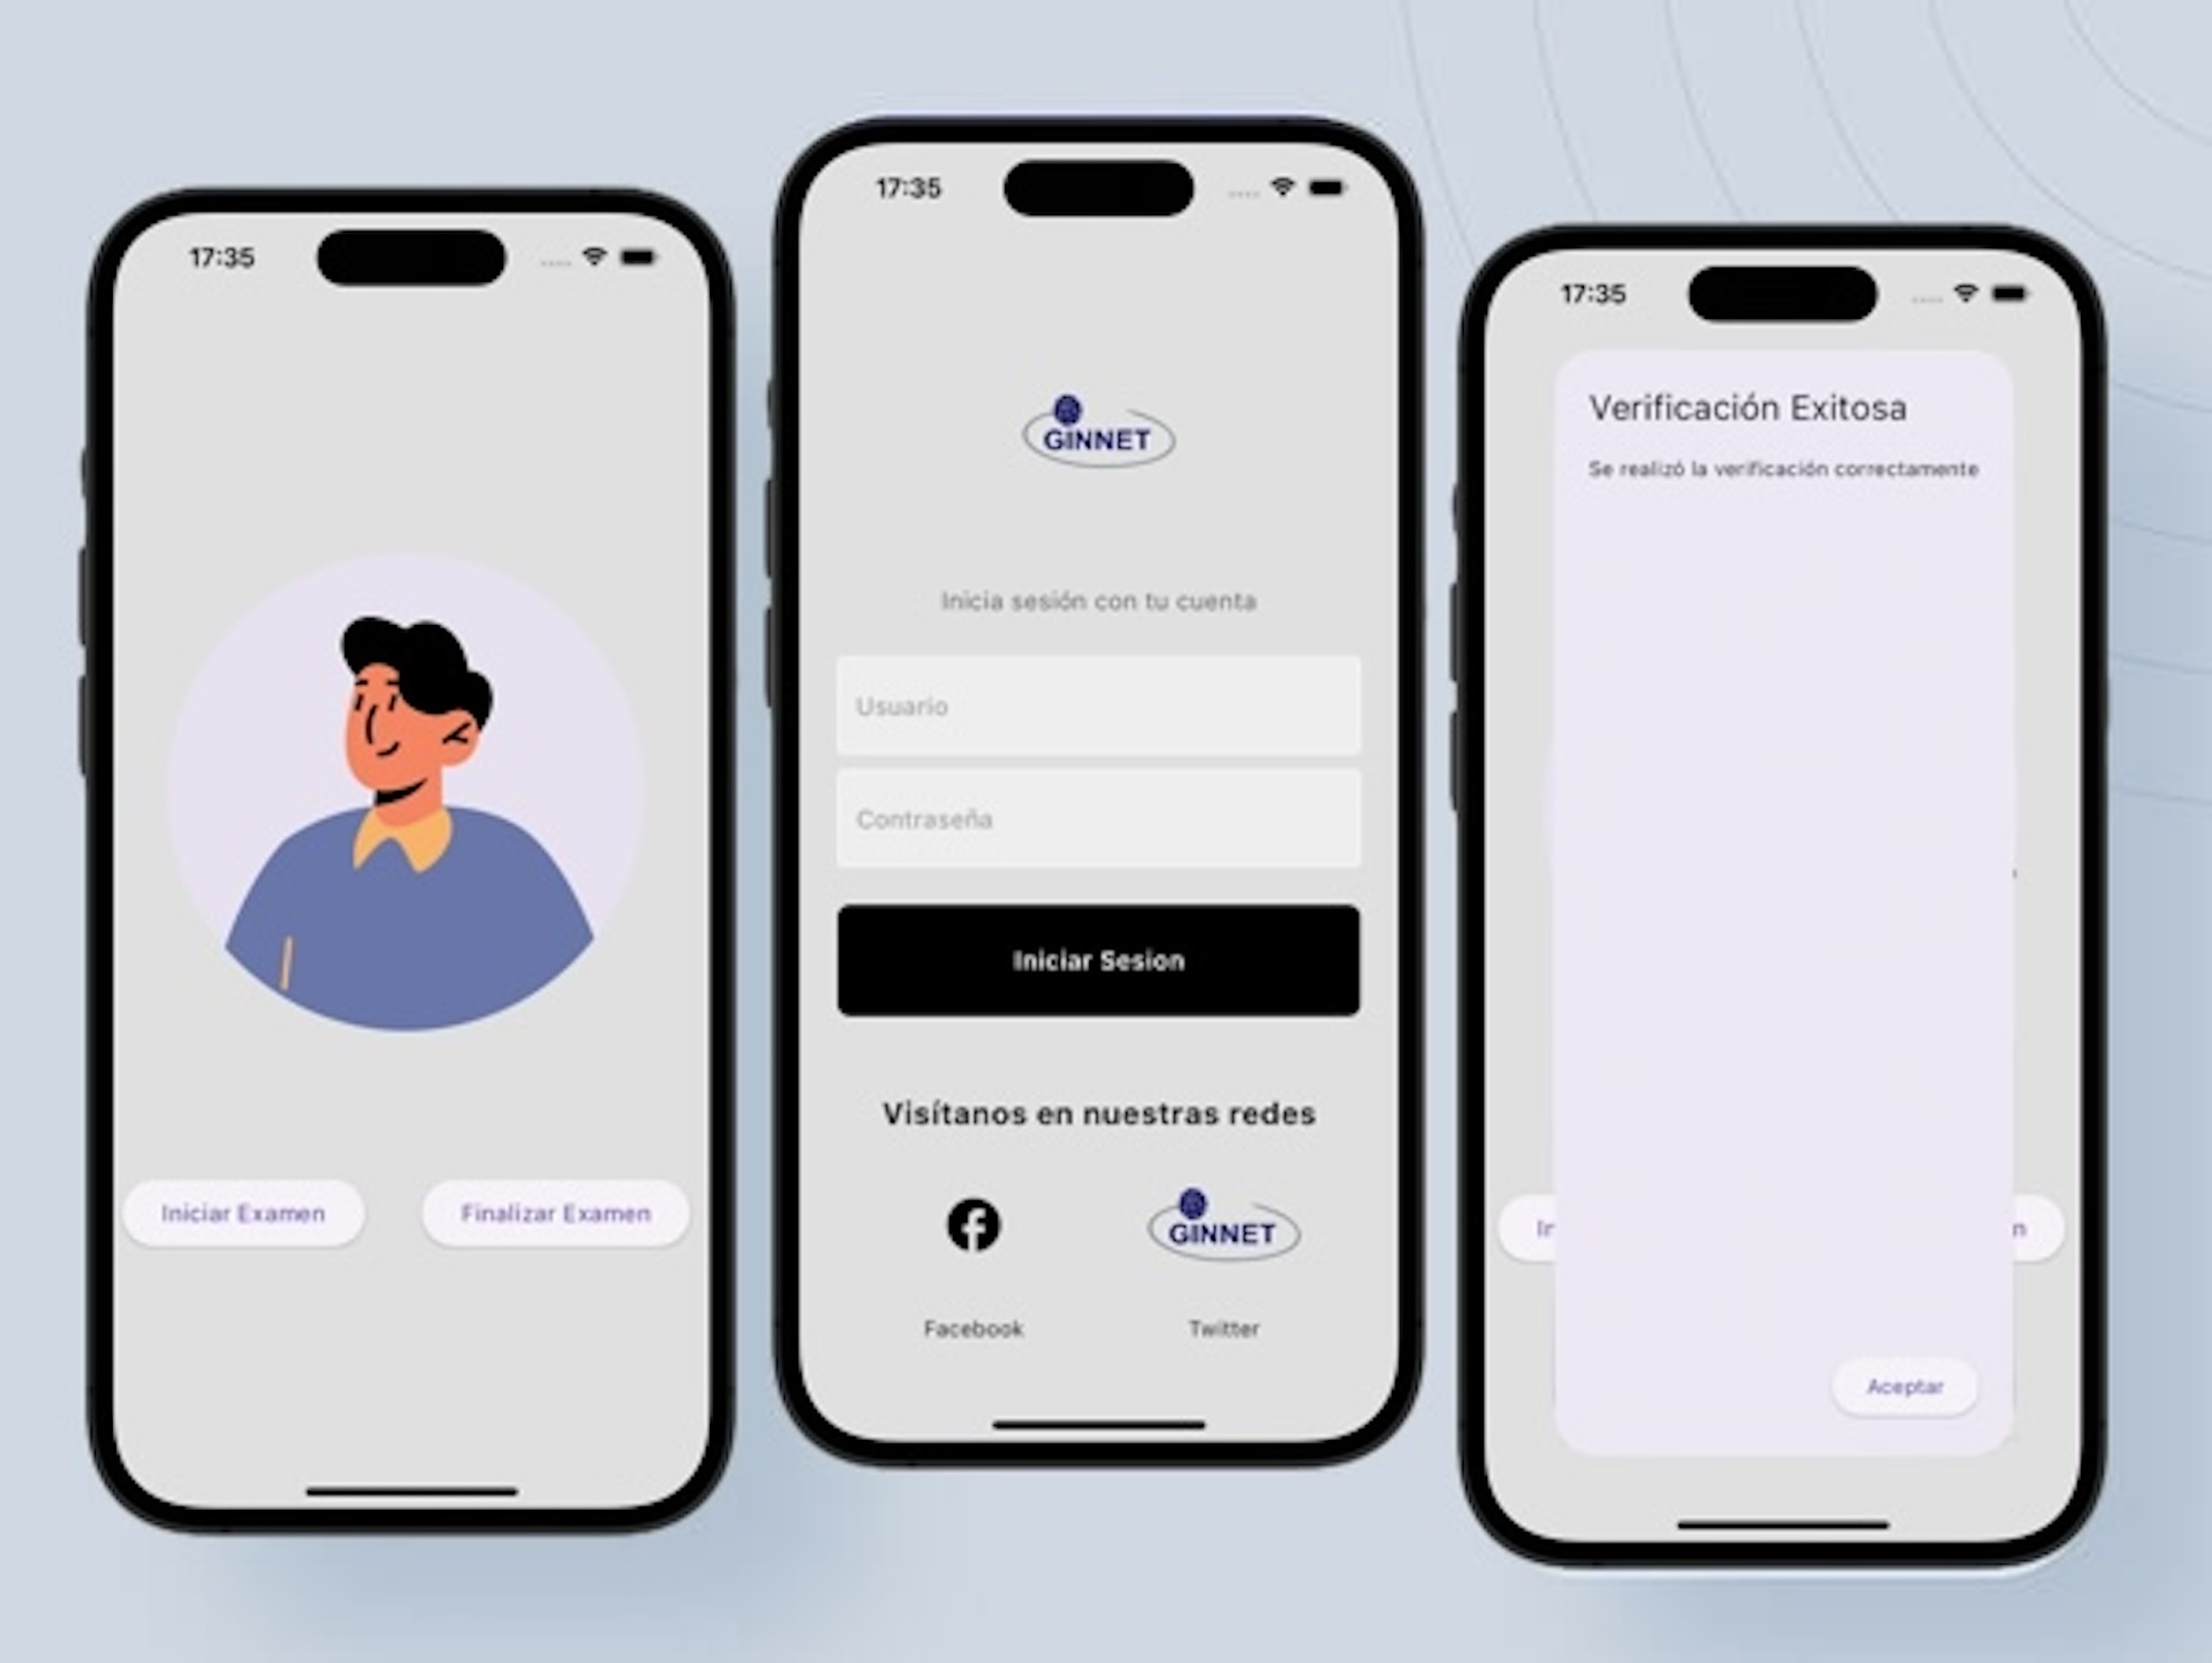 17:35
Iniciar Examen
Finalizar Examen
17:35
GINNET
Inicia sesión con tu cuenta
Usuario
Contraseña
Iniciar Sesion
Visítanos en nuestras redes
GINNET
Facebook
Twitter
17:35
Verificación Exitosa
Se realizó la verificación correctamente
Aceptar